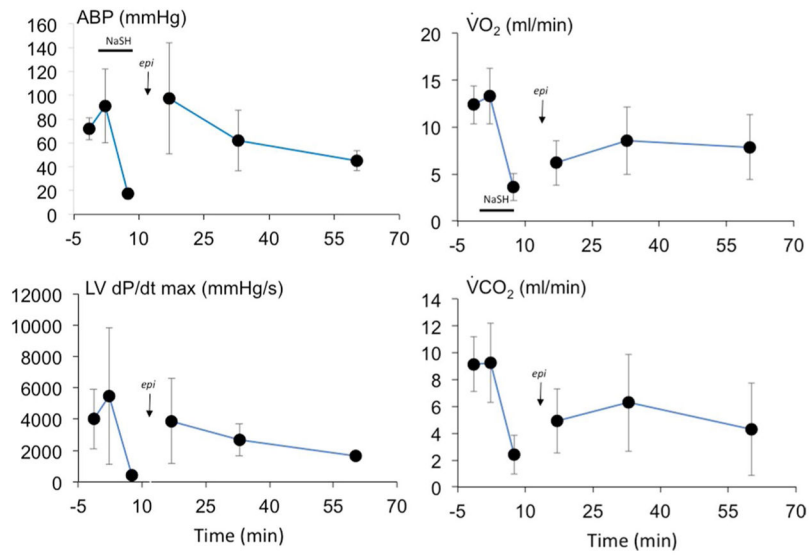 ABP (mmHg)
160
140
120
100
80
60
40
20
0
NaSH
epi
-5 10 25 40 55 70
V̇O₂ (ml/min)
20
15
10
5
0
epi
NaSH
-5 10 25 40 55 70
LV dP/dt max (mmHg/s)
12000
10000
8000
6000
4000
2000
0
epi
-5 10 25 40 55 70
Time (min)
V̇CO₂ (ml/min)
14
12
10
8
6
4
2
0
epi
-5 10 25 40 55 70
Time (min)